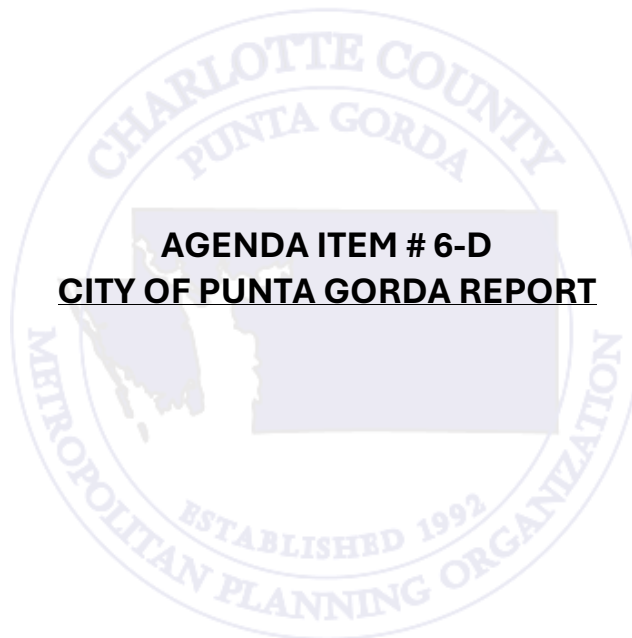 CHARLOTTE COUNTY
PUNTA GORDA
AGENDA ITEM # 6-D
CITY OF PUNTA GORDA REPORT
ESTABLISHED 1992
METROPOLITAN PLANNING ORGANIZATION